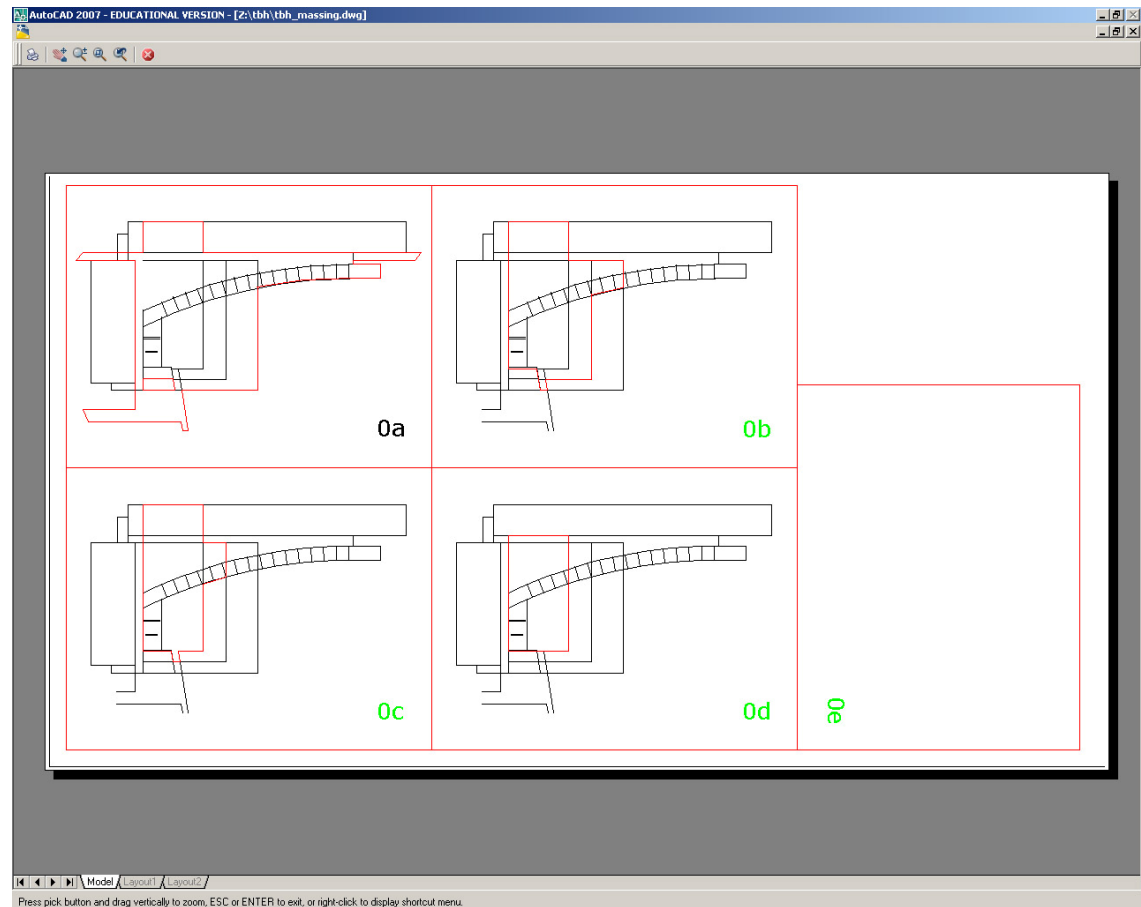 AutoCAD 2007 - EDUCATIONAL VERSION - [Z:\tbh\tbh_massing.dwg]
0a
0b
0c
0d
0e
Model Layout1 Layout2
Press pick button and drag vertically to zoom, ESC or ENTER to exit, or right-click to display shortcut menu.